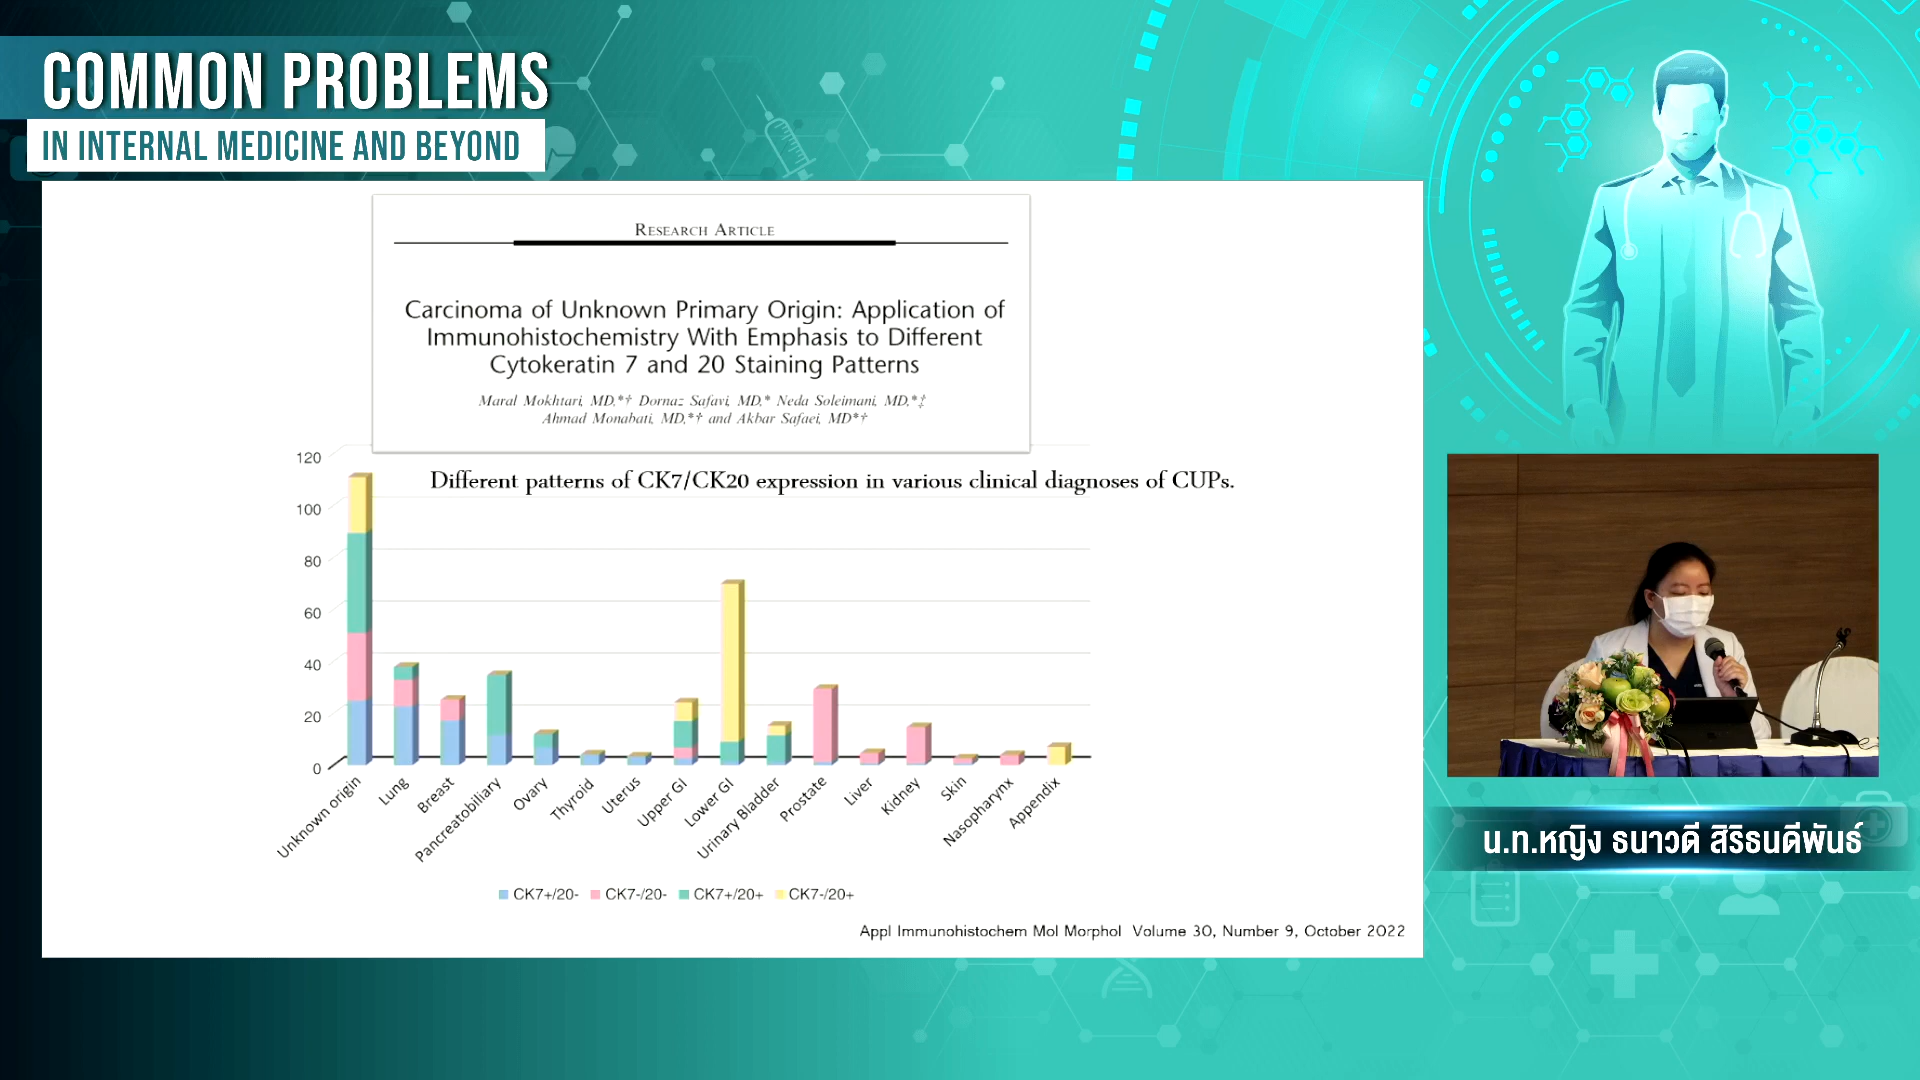 COMMON PROBLEMS
IN INTERNAL MEDICINE AND BEYOND
RESEARCH ARTICLE
Carcinoma of Unknown Primary Origin: Application of
Immunohistochemistry With Emphasis to Different
Cytokeratin 7 and 20 Staining Patterns
Maral Mokhtari, MD,*† Dornaz Safavi, MD,* Neda Soleimani, MD,*‡
Ahmad Monabati, MD,*† and Akbar Safaei, MD*†
Different patterns of CK7/CK20 expression in various clinical diagnoses of CUPs.
120
100
80
60
40
20
0
Unknown origin
Lung
Breast
Pancreatobiliary
Ovary
Thyroid
Uterus
Upper GI
Lower GI
Urinary Bladder
Prostate
Liver
Kidney
Skin
Nasopharynx
Appendix
CK7+/20- CK7-/20- CK7+/20+ CK7-/20+
Appl Immunohistochem Mol Morphol Volume 30, Number 9, October 2022
น.ท.หญิง ธนาวดี สิริธนดีพันธ์